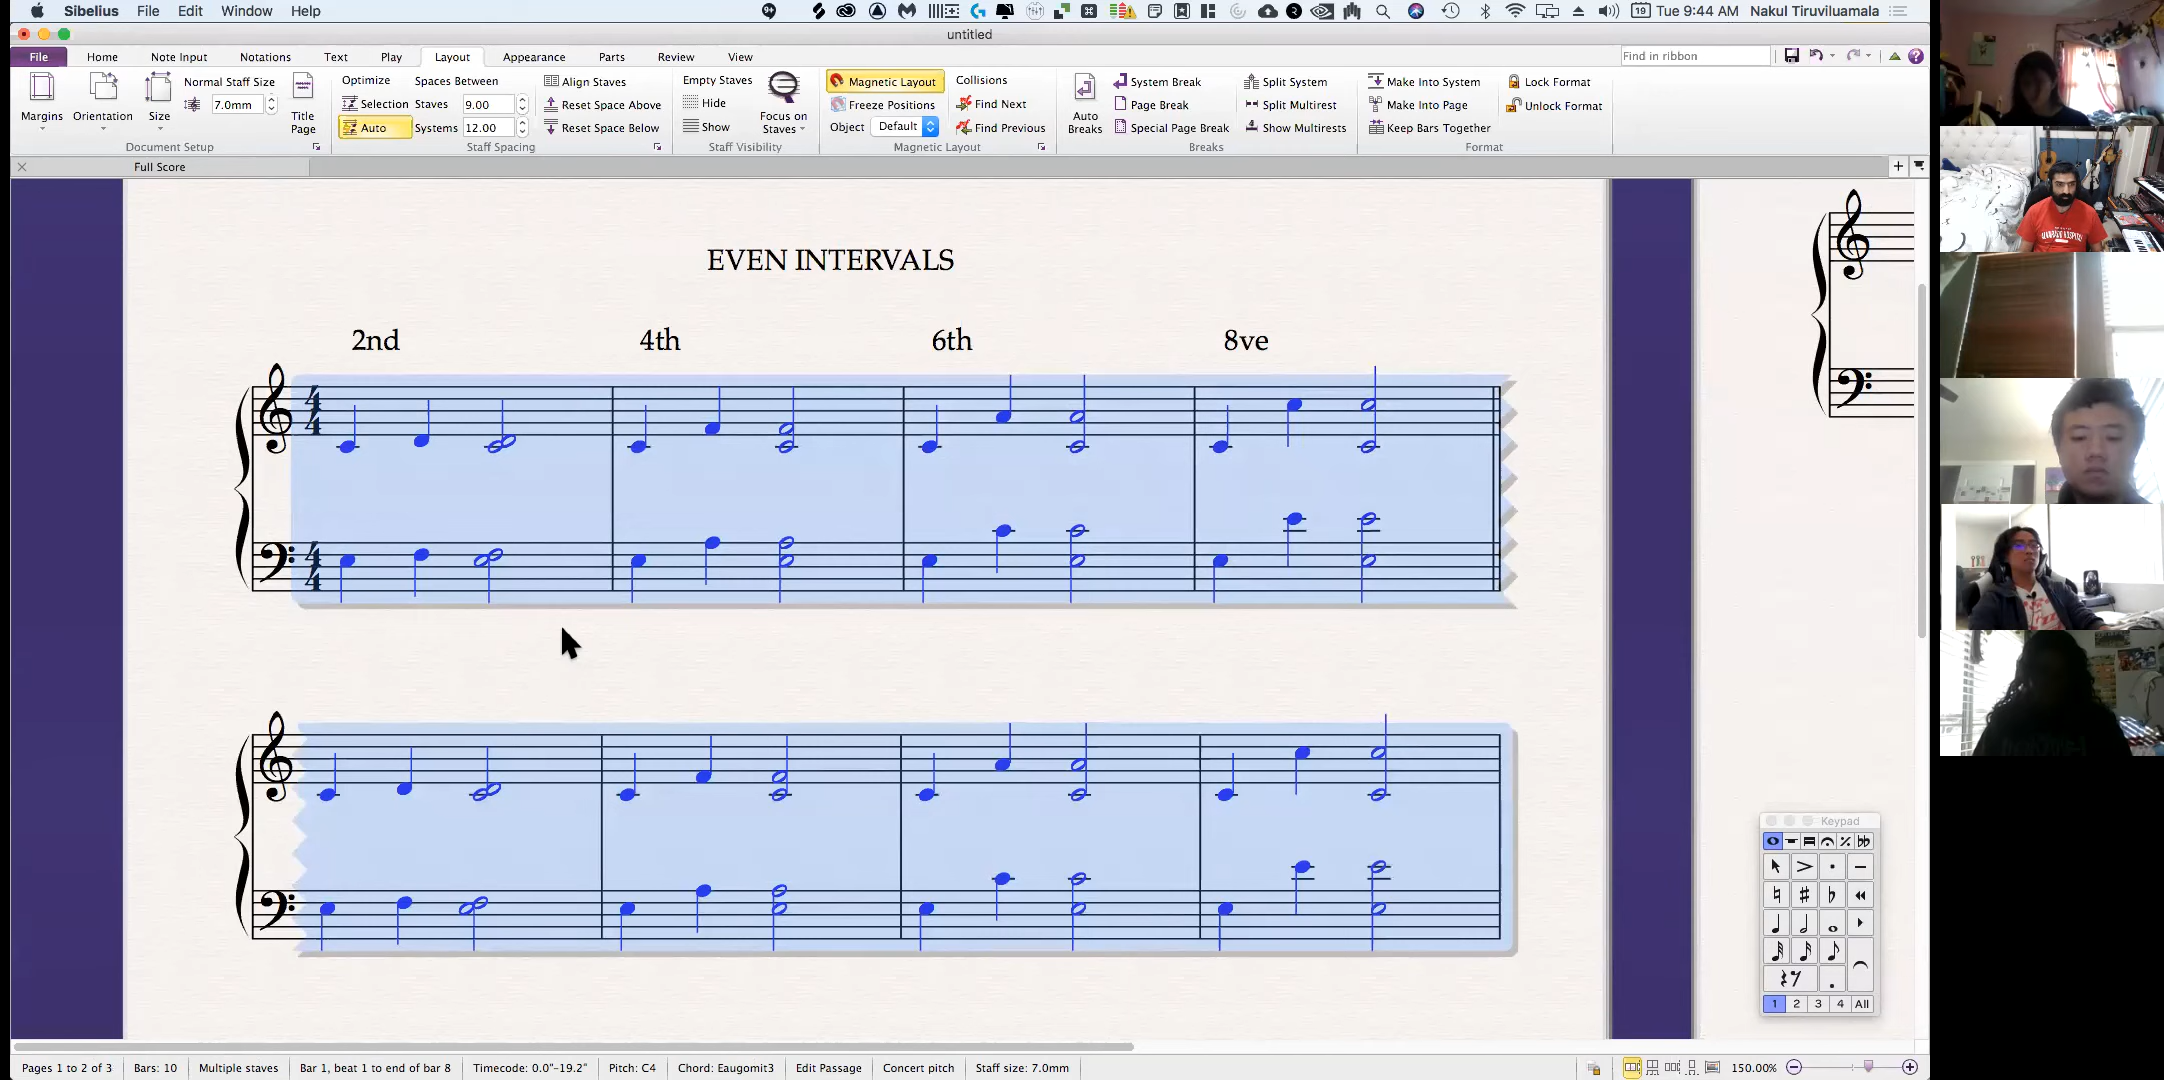 Sibelius File Edit Window Help Tue 9:44 AM Nakul Tiruviluamala
untitled
File Home Note Input Notations Text Play Layout Appearance Parts Review View Find in ribbon
Margins Orientation Size Normal Staff Size 7.0mm Title Page Document Setup
Optimize Spaces Between Selection Staves 9.00 Auto Systems 12.00 Align Staves Reset Space Above Reset Space Below Staff Spacing
Empty Staves Hide Show Focus on Staves Staff Visibility
Magnetic Layout Freeze Positions Object Default Collisions Find Next Find Previous Magnetic Layout
Auto Breaks System Break Page Break Special Page Break Split System Split Multirest Show Multirests Breaks
Make Into System Make Into Page Keep Bars Together Lock Format Unlock Format Format
Full Score
EVEN INTERVALS
2nd 4th 6th 8ve
Keypad
1 2 3 4 All
Pages 1 to 2 of 3 Bars: 10 Multiple staves Bar 1, beat 1 to end of bar 8 Timecode: 0.0"-19.2" Pitch: C4 Chord: Eaugomit3 Edit Passage Concert pitch Staff size: 7.0mm 150.00%